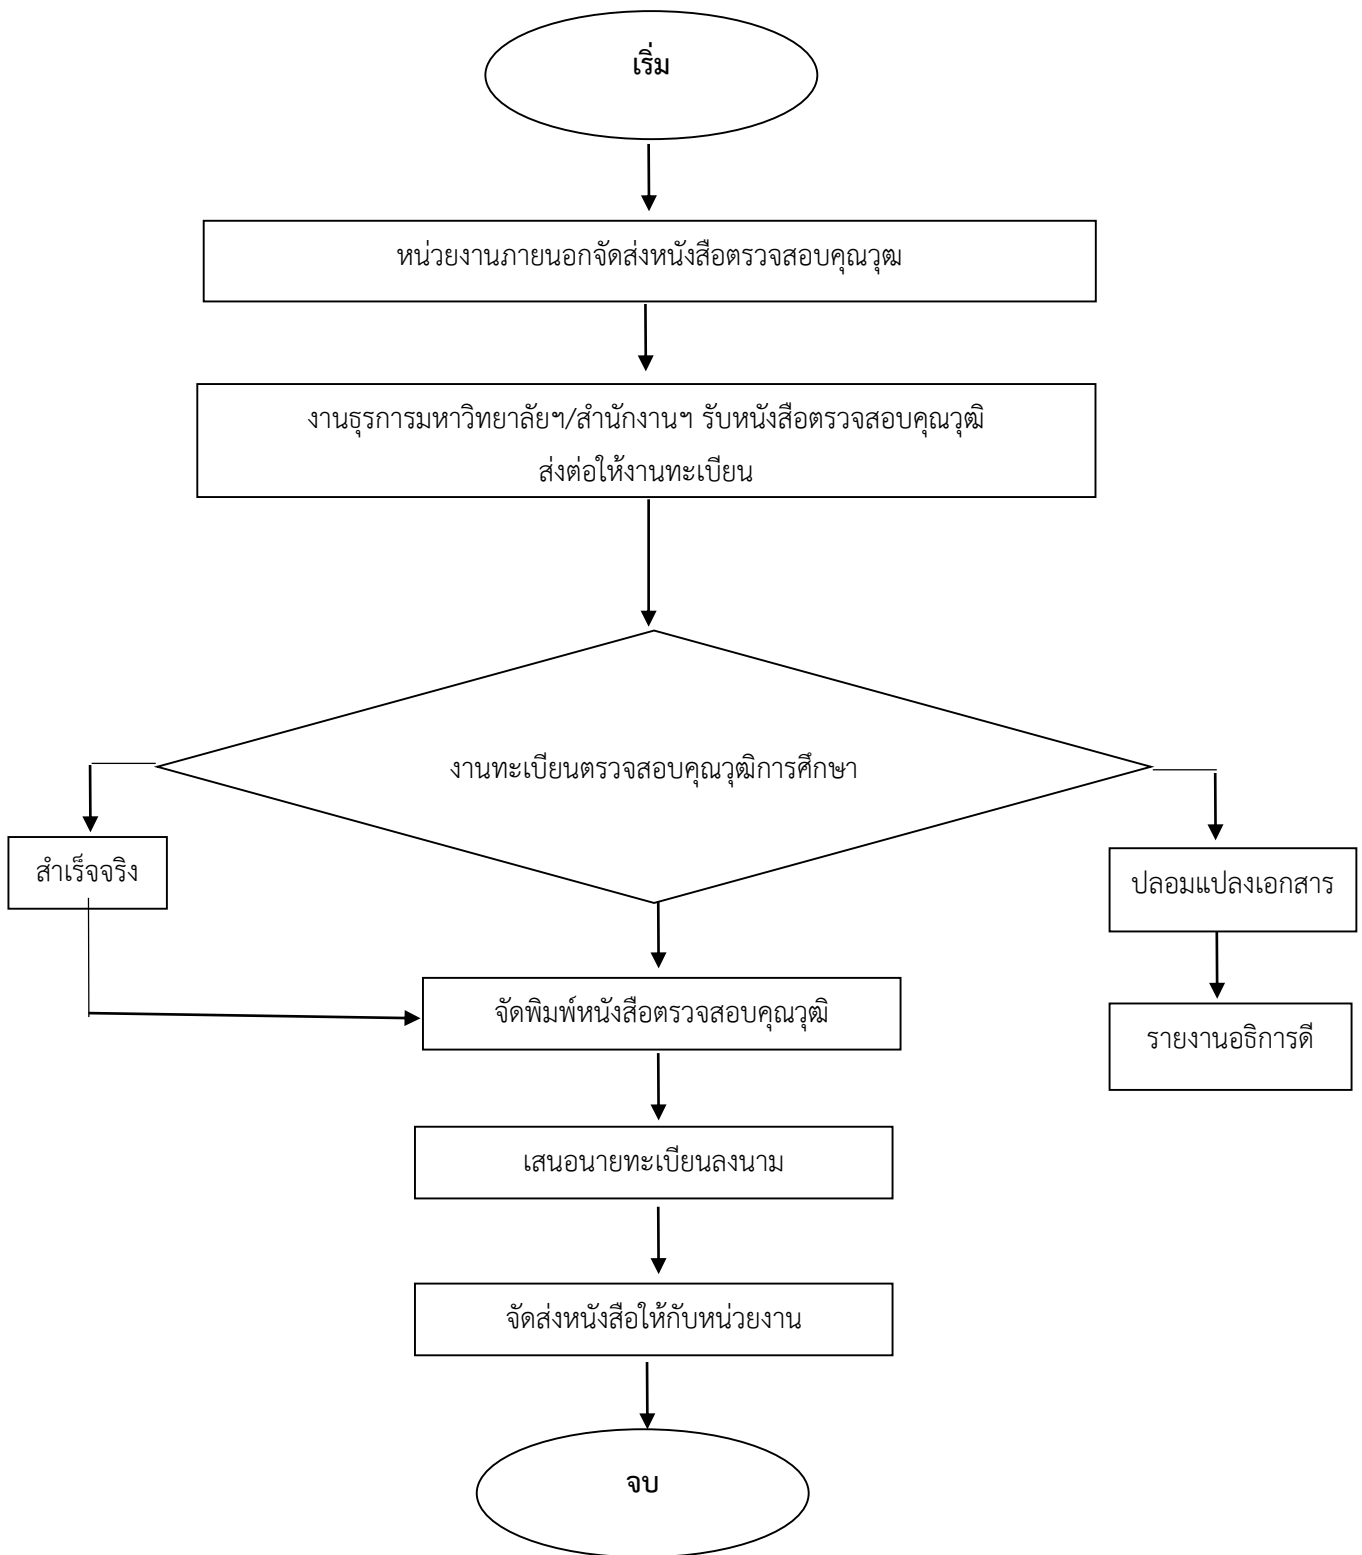 เริ่ม
หน่วยงานภายนอกจัดส่งหนังสือตรวจสอบคุณวุฒ
งานธุรการมหาวิทยาลัยฯ/สำนักงานฯ รับหนังสือตรวจสอบคุณวุฒิ
ส่งต่อให้งานทะเบียน
งานทะเบียนตรวจสอบคุณวุฒิการศึกษา
สำเร็จจริง
ปลอมแปลงเอกสาร
จัดพิมพ์หนังสือตรวจสอบคุณวุฒิ
รายงานอธิการดี
เสนอนายทะเบียนลงนาม
จัดส่งหนังสือให้กับหน่วยงาน
จบ